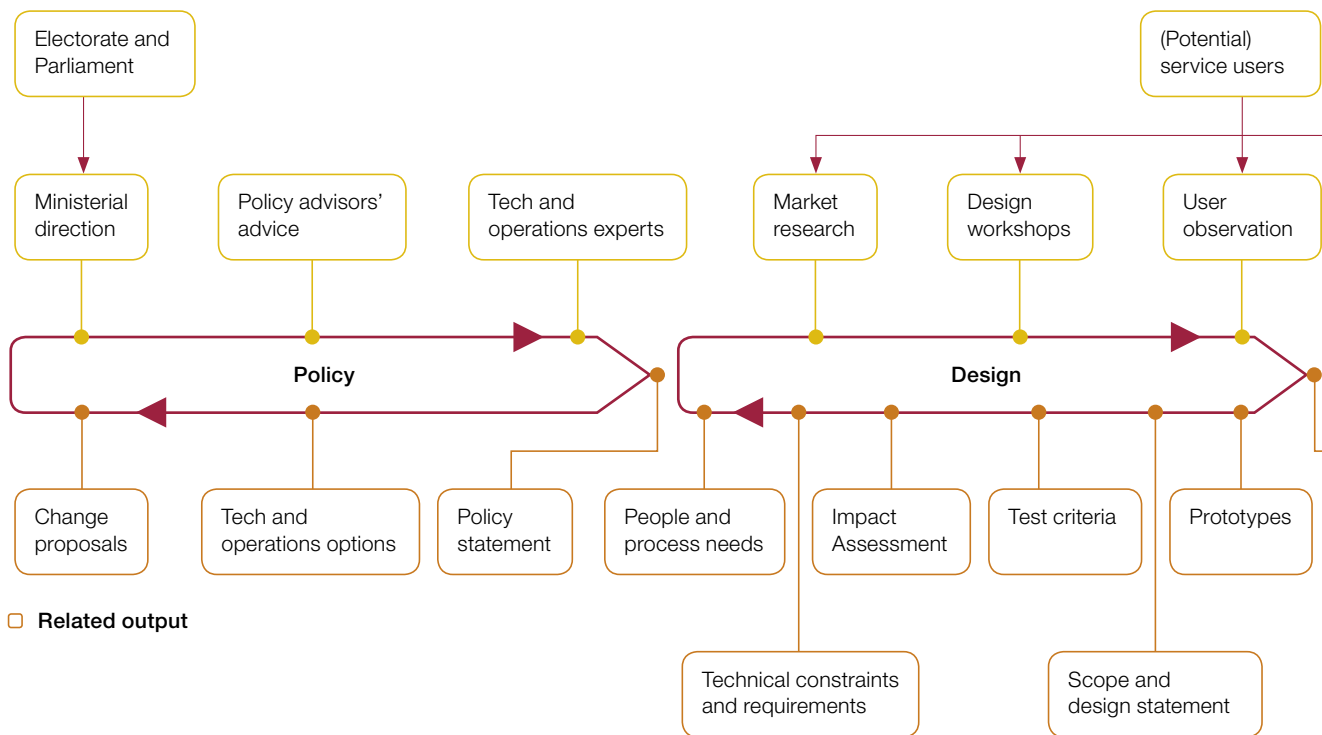 Electorate and
Parliament
(Potential)
service users
Ministerial
direction
Policy advisors’
advice
Tech and
operations experts
Market
research
Design
workshops
User
observation
Policy
Design
Change
proposals
Tech and
operations options
Policy
statement
People and
process needs
Impact
Assessment
Test criteria
Prototypes
Related output
Technical constraints
and requirements
Scope and
design statement